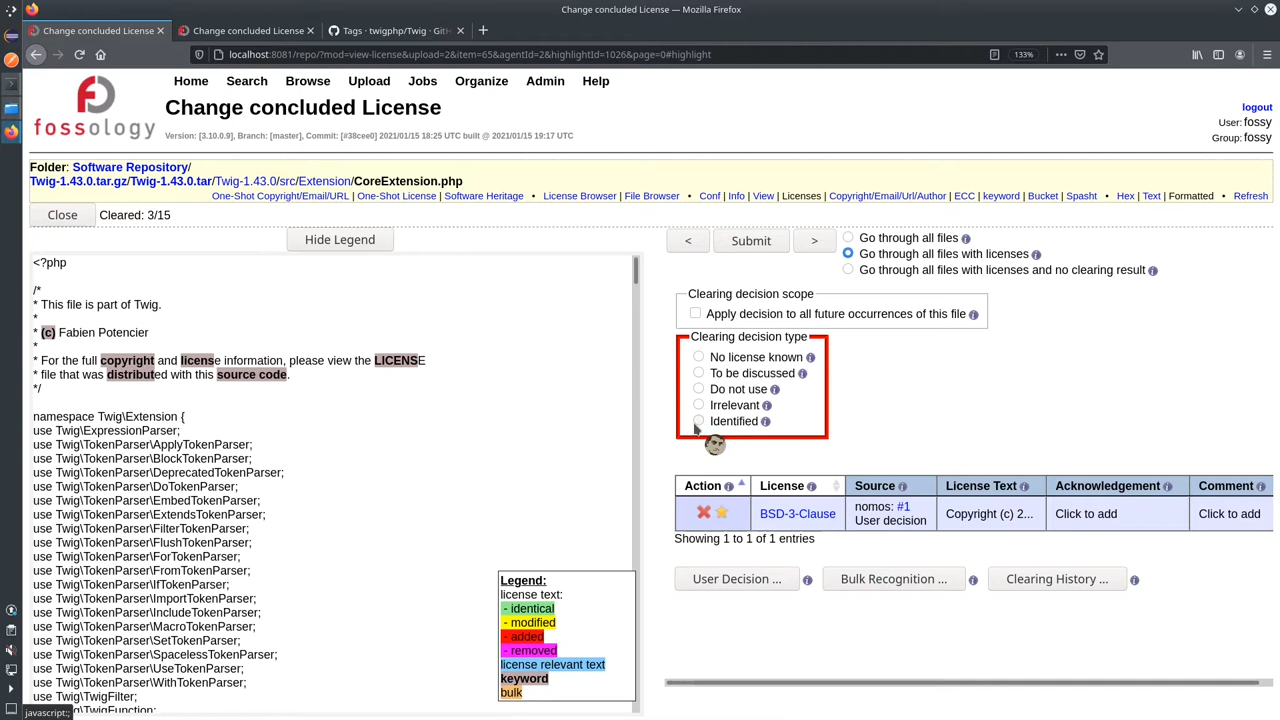 Change concluded License — Mozilla Firefox
Change concluded License
Change concluded License
Tags · twigphp/Twig · GitH
localhost:8081/repo/?mod=view-license&upload=2&item=65&agentId=2&highlightId=1026&page=0#highlight
133%
Home Search Browse Upload Jobs Organize Admin Help
fossology
Change concluded License
logout
Version: [3.10.0.9], Branch: [master], Commit: [#38cee0] 2021/01/15 18:25 UTC built @ 2021/01/15 19:17 UTC
User:fossy
Group:fossy
Folder: Software Repository/
Twig-1.43.0.tar.gz/Twig-1.43.0.tar/Twig-1.43.0/src/Extension/CoreExtension.php
One-Shot Copyright/Email/URL | One-Shot License | Software Heritage • License Browser | File Browser • Conf | Info | View | Licenses | Copyright/Email/Url/Author | ECC | keyword | Bucket | Spasht • Hex | Text | Formatted • Refresh
Close Cleared: 3/15
Hide Legend
< Submit >
Go through all files
Go through all files with licenses
Go through all files with licenses and no clearing result
Clearing decision scope
Apply decision to all future occurrences of this file
Clearing decision type
No license known
To be discussed
Do not use
Irrelevant
Identified
Action License Source License Text Acknowledgement Comment
BSD-3-Clause nomos: #1 Copyright (c) 2... Click to add Click to add
User decision
Showing 1 to 1 of 1 entries
User Decision ... Bulk Recognition ... Clearing History ...
<?php
/*
* This file is part of Twig.
*
* (c) Fabien Potencier
*
* For the full copyright and license information, please view the LICENSE
* file that was distributed with this source code.
*/
namespace Twig\Extension {
use Twig\ExpressionParser;
use Twig\TokenParser\ApplyTokenParser;
use Twig\TokenParser\BlockTokenParser;
use Twig\TokenParser\DeprecatedTokenParser;
use Twig\TokenParser\DoTokenParser;
use Twig\TokenParser\EmbedTokenParser;
use Twig\TokenParser\ExtendsTokenParser;
use Twig\TokenParser\FilterTokenParser;
use Twig\TokenParser\FlushTokenParser;
use Twig\TokenParser\ForTokenParser;
use Twig\TokenParser\FromTokenParser;
use Twig\TokenParser\IfTokenParser;
use Twig\TokenParser\ImportTokenParser;
use Twig\TokenParser\IncludeTokenParser;
use Twig\TokenParser\MacroTokenParser;
use Twig\TokenParser\SetTokenParser;
use Twig\TokenParser\SpacelessTokenParser;
use Twig\TokenParser\UseTokenParser;
use Twig\TokenParser\WithTokenParser;
use Twig\TwigFilter;
use Twig\TwigFunction;
Legend:
license text:
- identical
- modified
- added
- removed
license relevant text
keyword
bulk
javascript:;